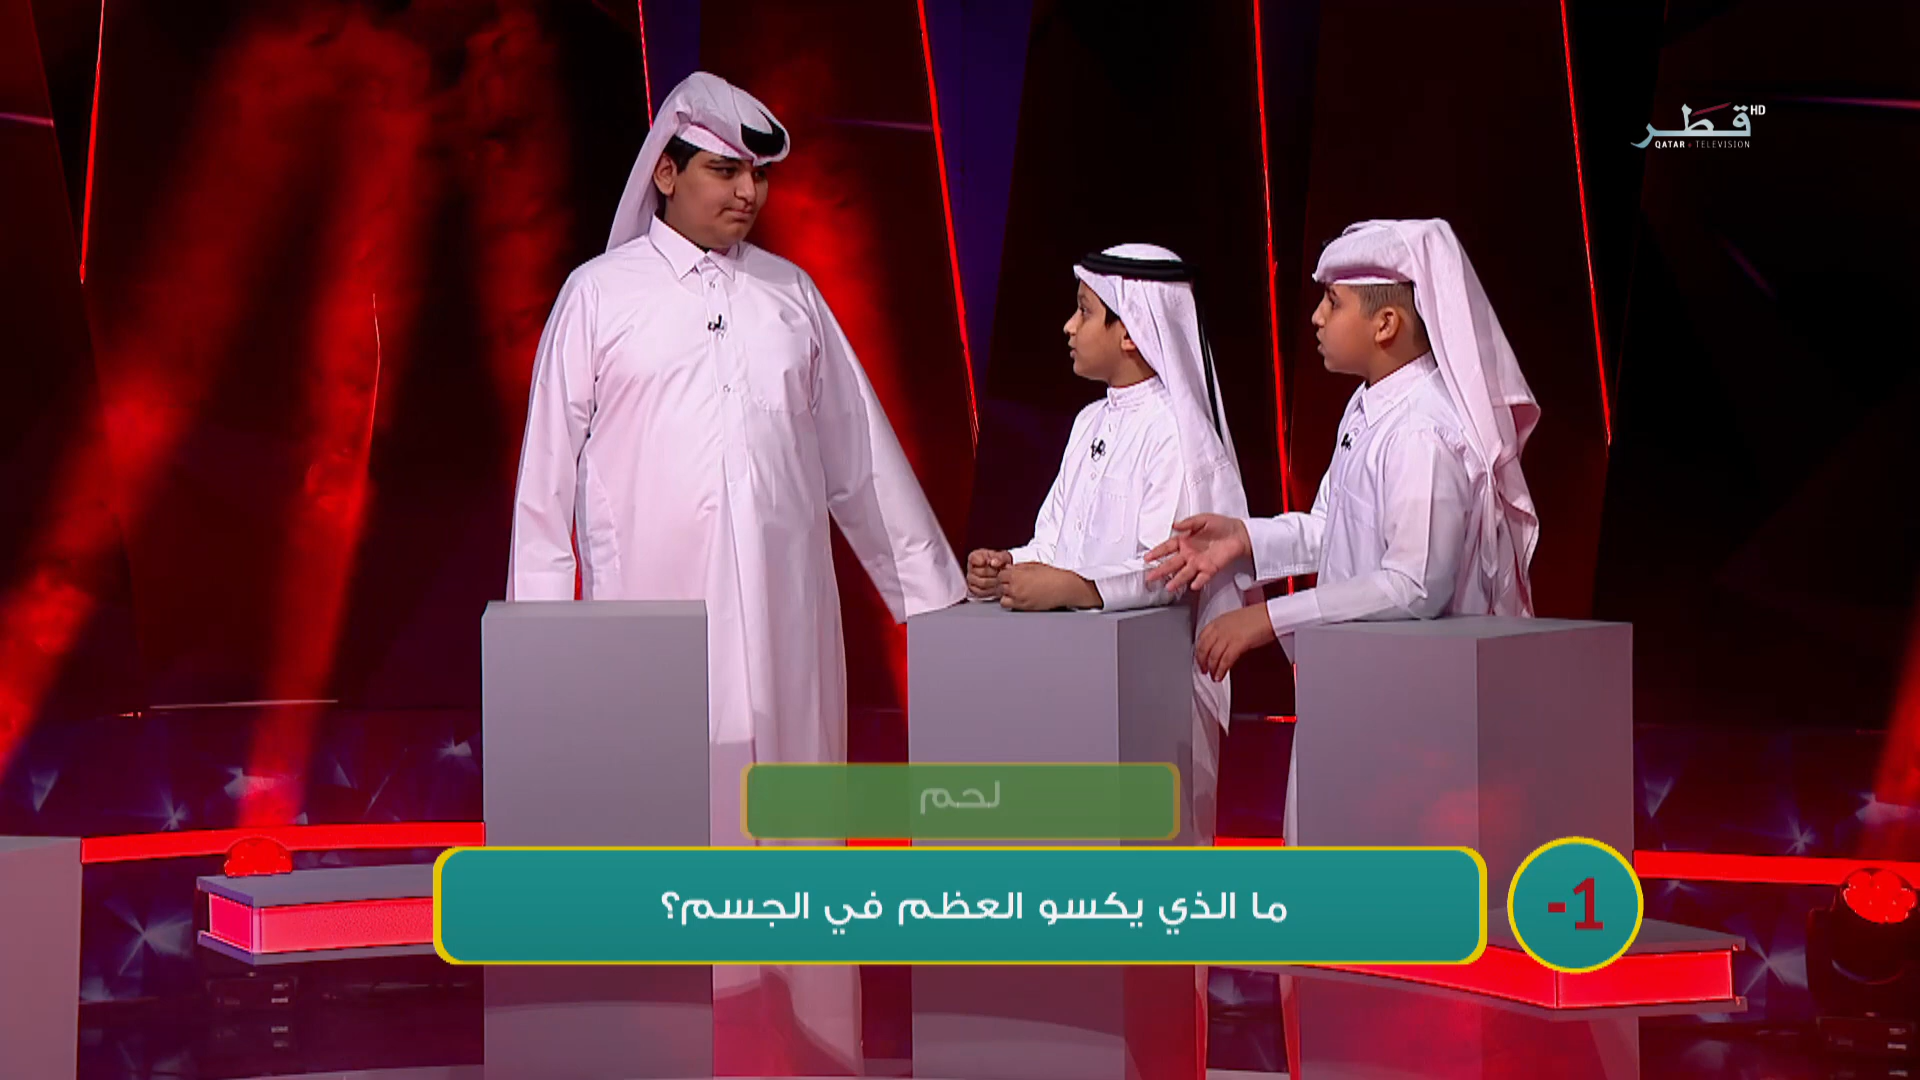 قطر HD
QATAR TELEVISION
لحم
ما الذي يكسو العظم في الجسم؟
-1